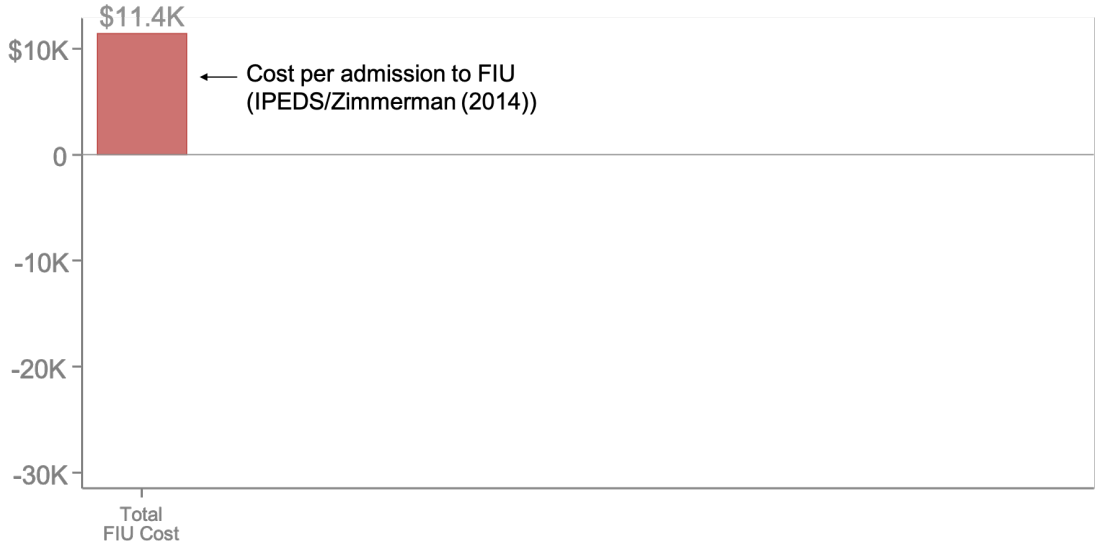 $11.4K
$10K
Cost per admission to FIU
(IPEDS/Zimmerman (2014))
0
-10K
-20K
-30K
Total
FIU Cost